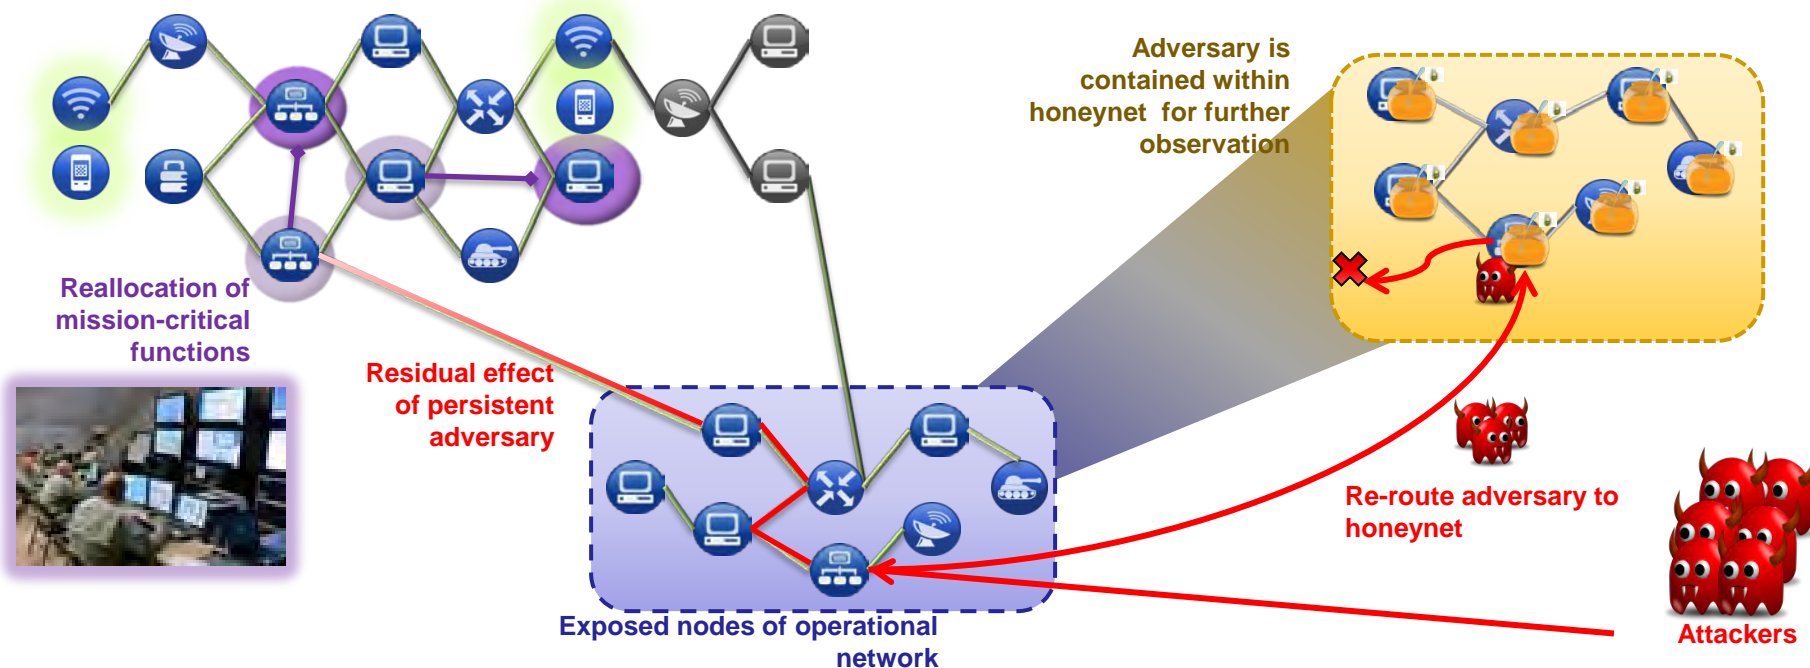 Adversary is
contained within
honeynet for further
observation
Reallocation of
mission-critical
functions
Residual effect
of persistent
adversary
Re-route adversary to
honeynet
Attackers
Exposed nodes of operational
network